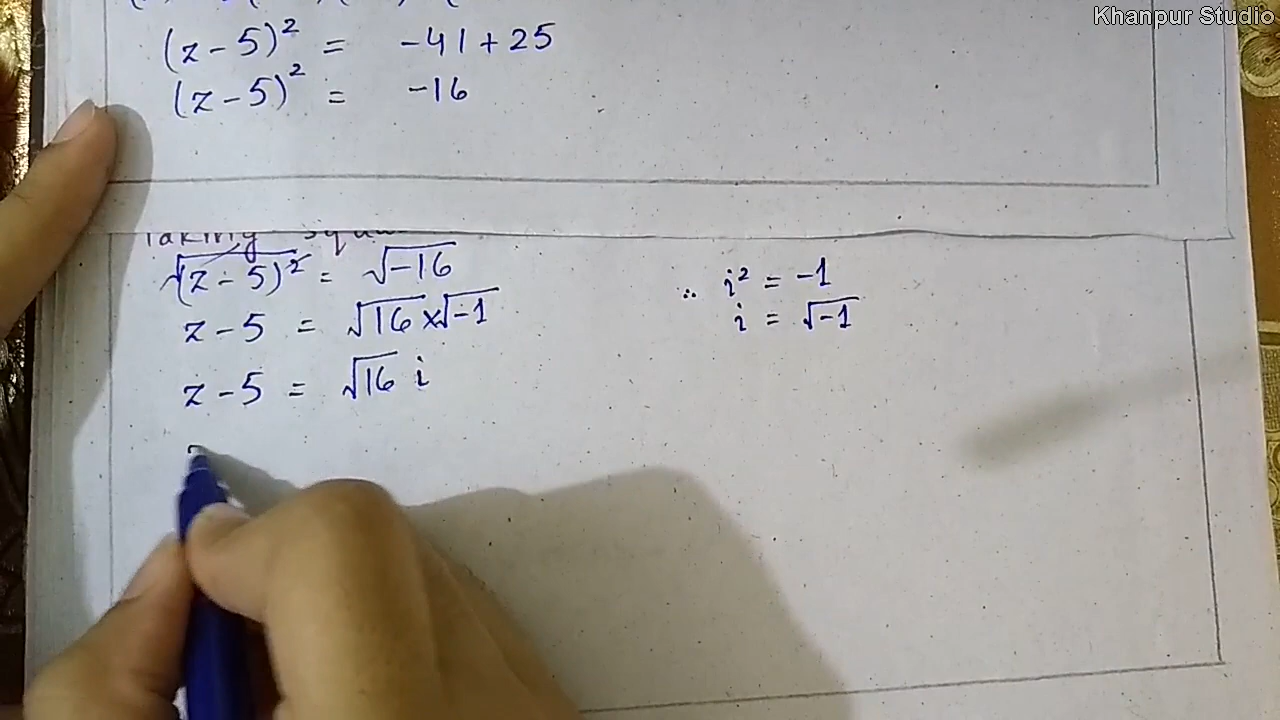 Khanpur Studio
(z - 5)² = -41 + 25
(z - 5)² = -16
Taking
√(z - 5)² = √-16
z - 5 = √16 × √-1
z - 5 = √16 i
∴ i² = -1
i = √-1